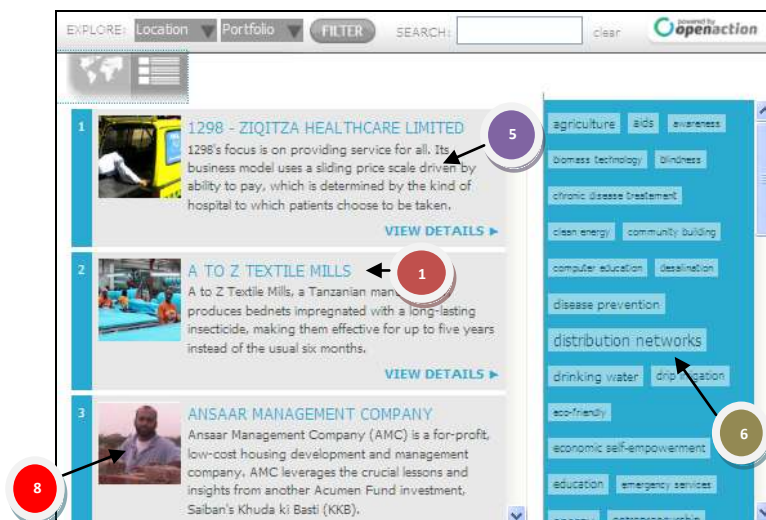 EXPLORE: Location Portfolio FILTER SEARCH: clear powered by openaction
1
1298 - ZIQITZA HEALTHCARE LIMITED
1298's focus is on providing service for all. Its
business model uses a sliding price scale driven by
ability to pay, which is determined by the kind of
hospital to which patients choose to be taken.
VIEW DETAILS
5
2
A TO Z TEXTILE MILLS
1
A to Z Textile Mills, a Tanzanian
produces bednets impregnated with a long-lasting
insecticide, making them effective for up to five years
instead of the usual six months.
VIEW DETAILS
3
ANSAAR MANAGEMENT COMPANY
Ansaar Management Company (AMC) is a for-profit,
low-cost housing development and management
company. AMC leverages the crucial lessons and
insights from another Acumen Fund investment,
Saiban's Khuda ki Basti (KKB).
8
agriculture aids awareness
biomass technology blindness
chronic disease treatement
clean energy community building
computer education desalination
disease prevention
distribution networks
drinking water drip irrigation
eco-friendly
6
economic self-empowerment
education emergency services
energy entrepreneurship